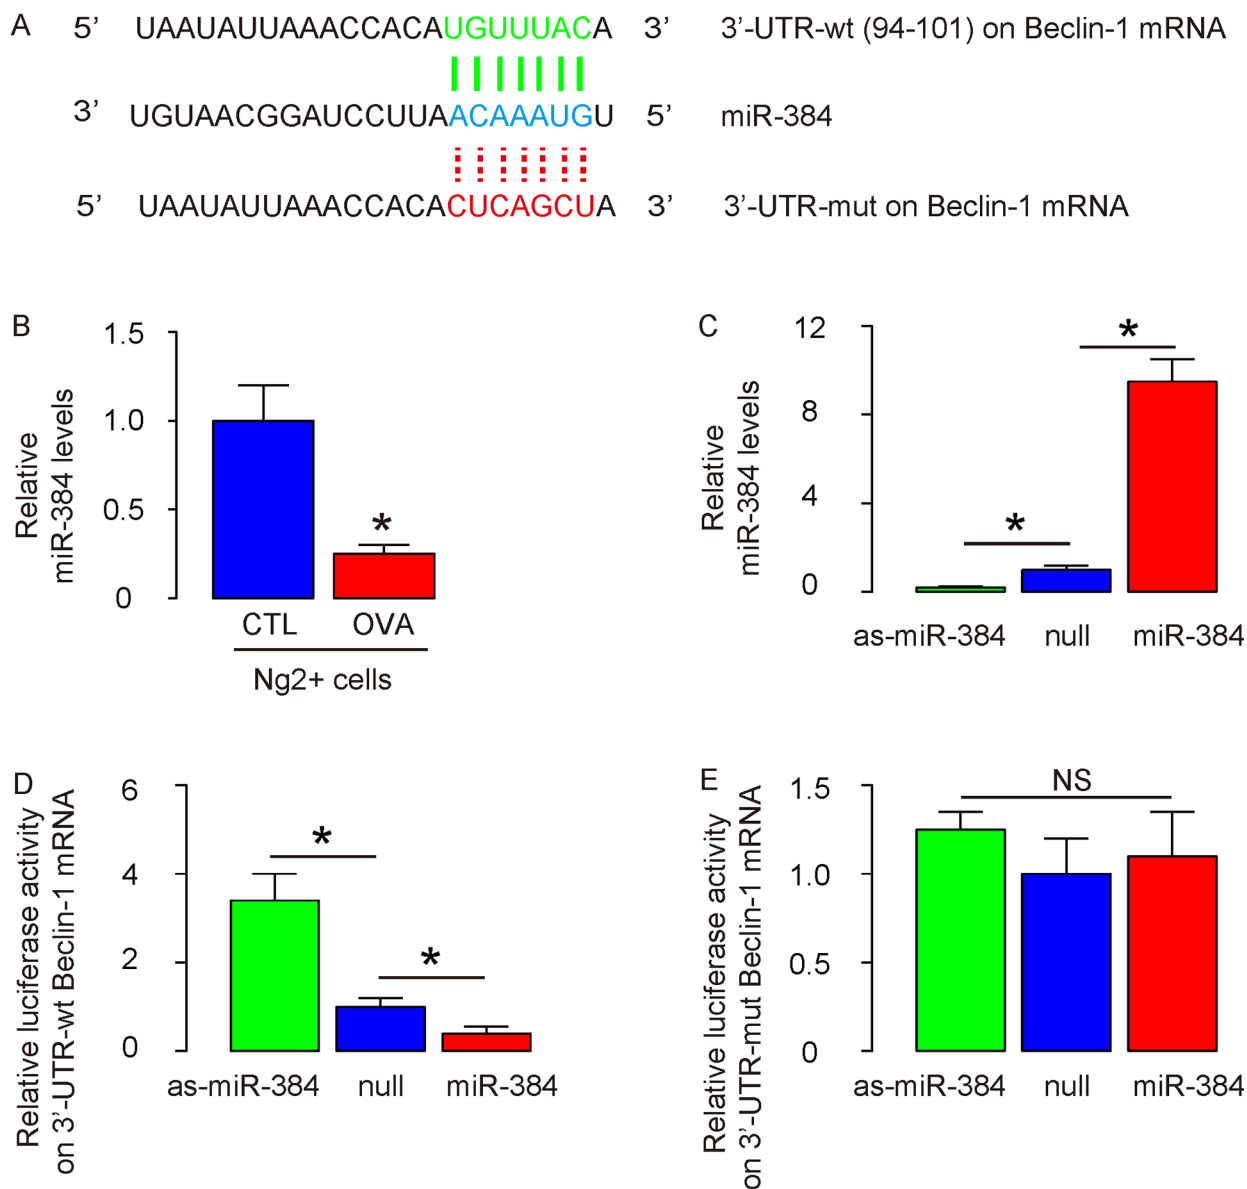 A 5’ UAAUAUUAAACCACAUGUUUACA 3’ 3’-UTR-wt (94-101) on Beclin-1 mRNA
3’ UGUAACGGAUCCUUAACAAAUGU 5’ miR-384
5’ UAAUAUUAAACCACACUCAGCUA 3’ 3’-UTR-mut on Beclin-1 mRNA
B
Relative
miR-384 levels
1.5
1.0
0.5
0
*
CTL OVA
Ng2+ cells
C
Relative
miR-384 levels
12
8
4
0
*
*
as-miR-384 null miR-384
D
Relative luciferase activity
on 3’-UTR-wt Beclin-1 mRNA
6
4
2
0
*
*
as-miR-384 null miR-384
E
Relative luciferase activity
on 3’-UTR-mut Beclin-1 mRNA
1.5
1.0
0.5
0
NS
as-miR-384 null miR-384